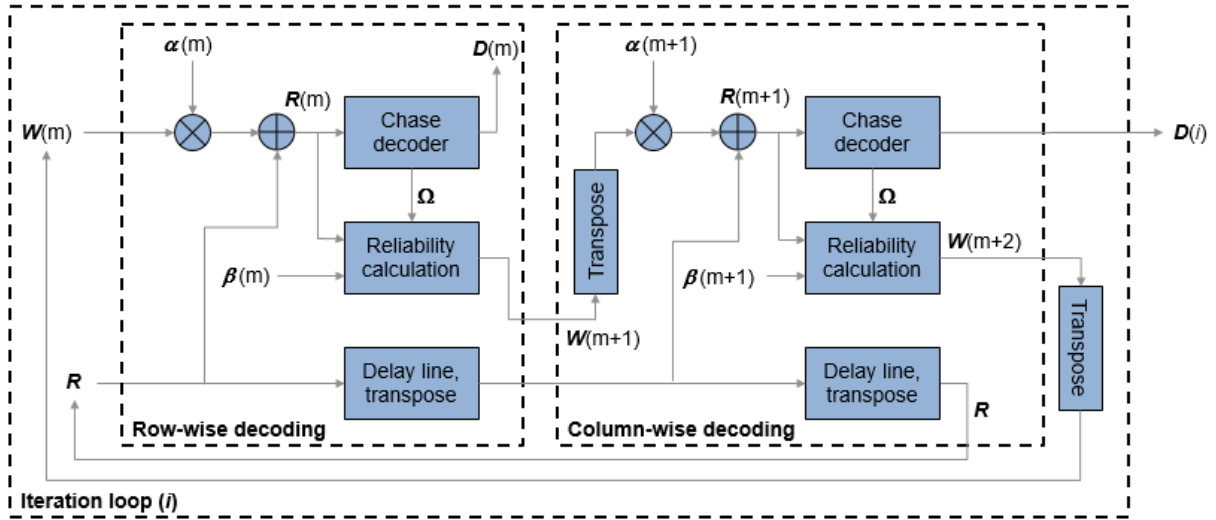 α(m)
D(m)
R(m)
W(m)
Chase
decoder
Ω
Reliability
calculation
β(m)
W(m+1)
R
Delay line,
transpose
Row-wise decoding
α(m+1)
R(m+1)
Transpose
Chase
decoder
D(i)
Ω
Reliability
calculation
W(m+2)
β(m+1)
Delay line,
transpose
R
Transpose
Column-wise decoding
Iteration loop (i)